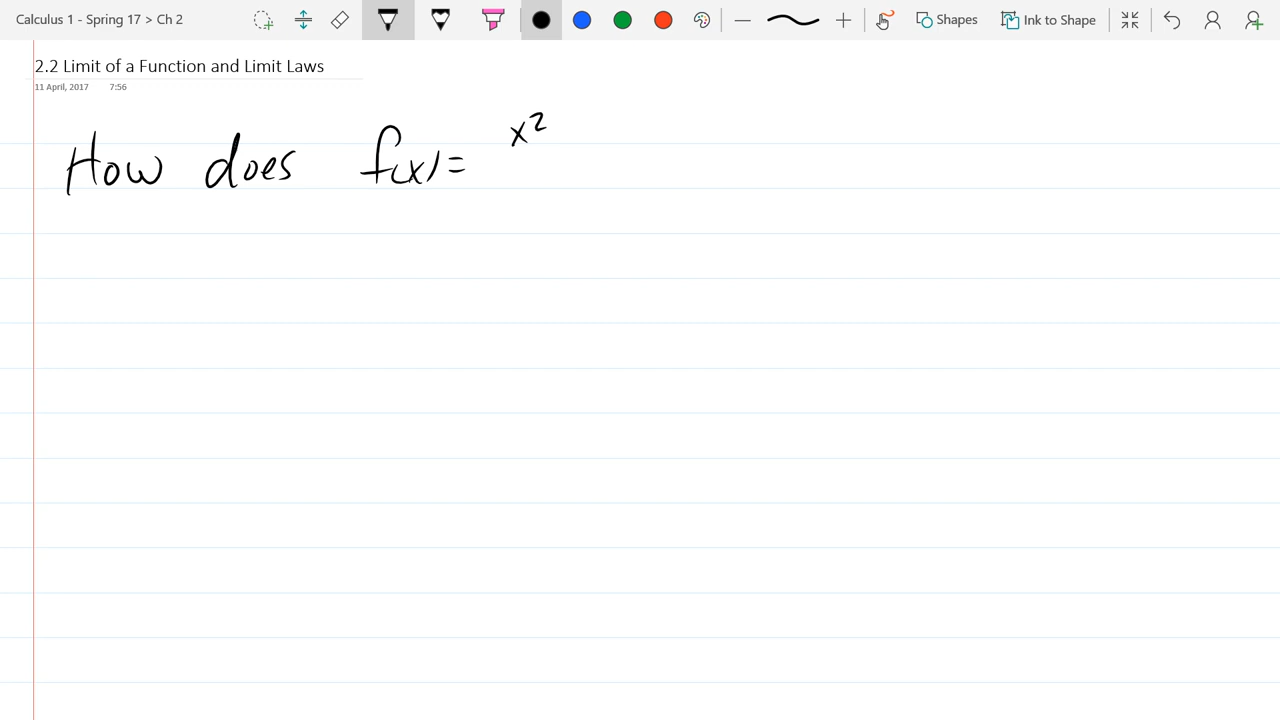 Calculus 1 - Spring 17 > Ch 2 Shapes Ink to Shape
2.2 Limit of a Function and Limit Laws
11 April, 2017 7:56
How does f(x) = x²